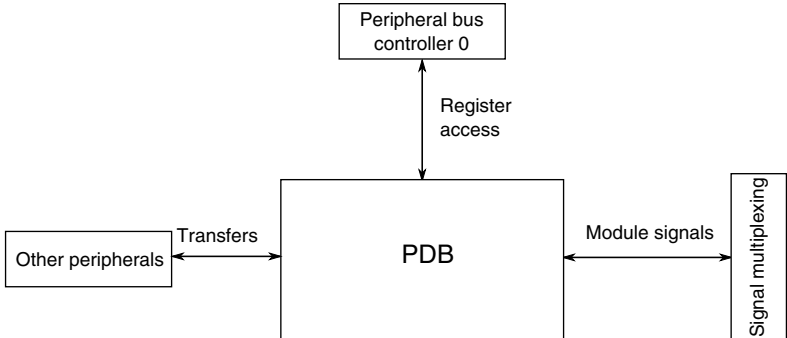 Peripheral bus
controller 0
Register
access
Transfers
Other peripherals
PDB
Module signals
Signal multiplexing